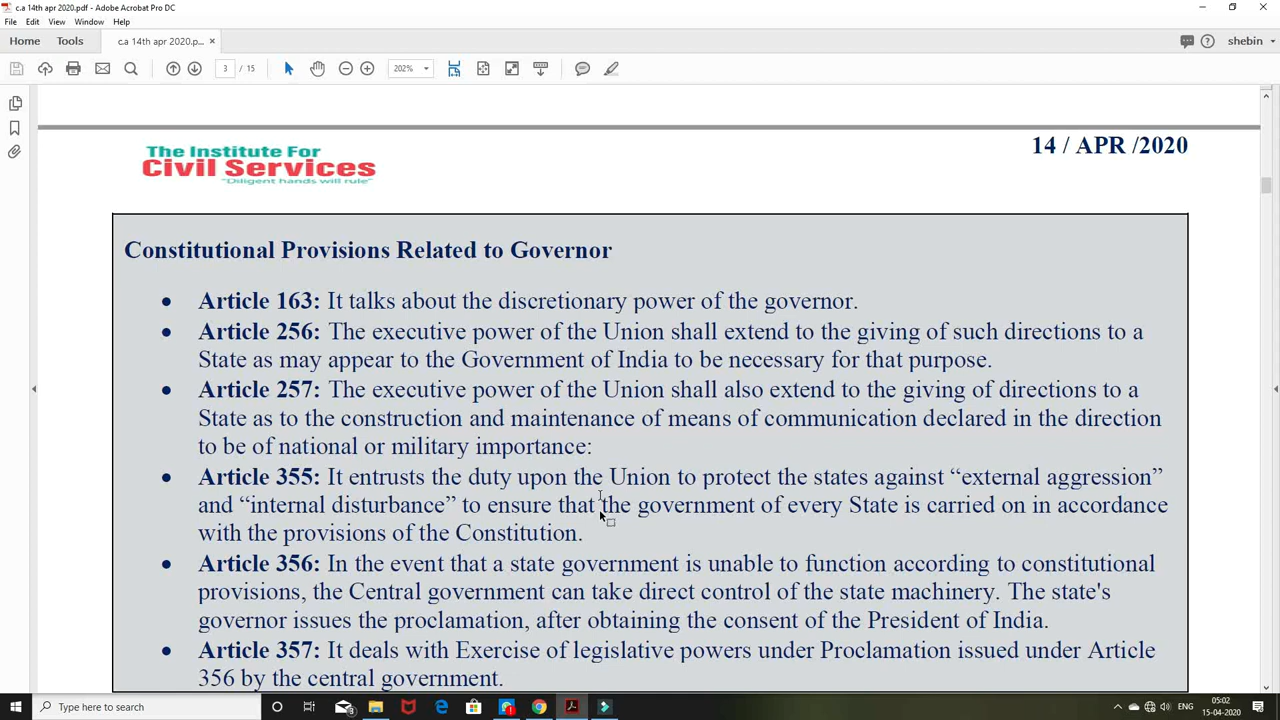 c.a 14th apr 2020.pdf - Adobe Acrobat Pro DC
File Edit View Window Help
Home Tools c.a 14th apr 2020.p... × shebin
3 / 15 202%
The Institute For
Civil Services
"Diligent hands will rule"
14 / APR /2020
Constitutional Provisions Related to Governor
• Article 163: It talks about the discretionary power of the governor.
• Article 256: The executive power of the Union shall extend to the giving of such directions to a
State as may appear to the Government of India to be necessary for that purpose.
• Article 257: The executive power of the Union shall also extend to the giving of directions to a
State as to the construction and maintenance of means of communication declared in the direction
to be of national or military importance:
• Article 355: It entrusts the duty upon the Union to protect the states against “external aggression”
and “internal disturbance” to ensure that the government of every State is carried on in accordance
with the provisions of the Constitution.
• Article 356: In the event that a state government is unable to function according to constitutional
provisions, the Central government can take direct control of the state machinery. The state's
governor issues the proclamation, after obtaining the consent of the President of India.
• Article 357: It deals with Exercise of legislative powers under Proclamation issued under Article
356 by the central government.
Type here to search
ENG
05:02
15-04-2020